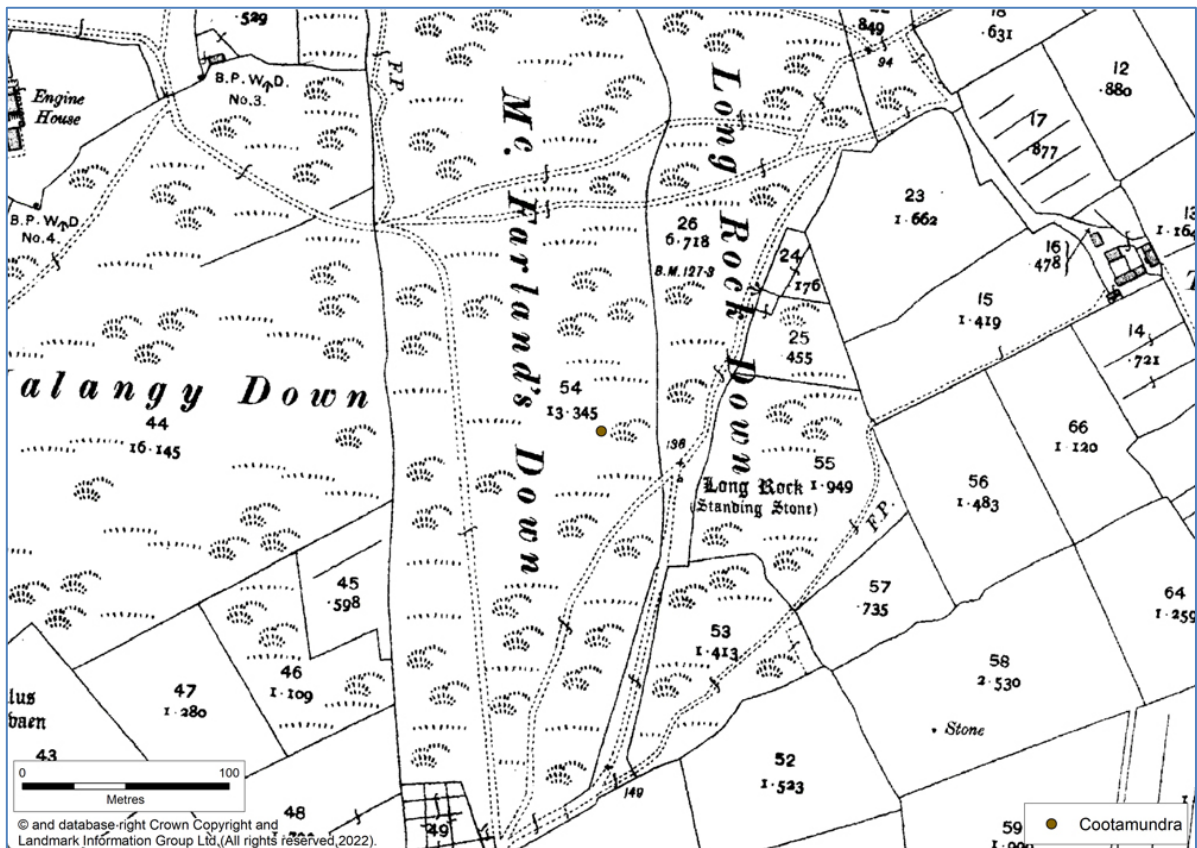 .529
849
18
.631
94
12
.880
B.P. W↑D.
No.3.
F.P.
Engine
House
17
.877
Mc. Farland's Down
Long Rock Down
23
1.662
B.P. W↑D.
No.4.
26
6.718
B.M.127.3
24
.176
16
.478
15
1.419
25
.455
14
.721
alangy Down
44
16.145
54
13.345
66
1.120
136
55
1.949
Long Rock
(Standing Stone)
56
1.483
F.P.
45
.598
57
.735
64
1.259
53
1.413
46
1.109
58
2.530
47
1.280
43
Stone
52
1.523
149
48
49
59
0 100
Metres
© and database-right Crown Copyright and
Landmark Information Group Ltd.(All rights reserved,2022).
Cootamundra